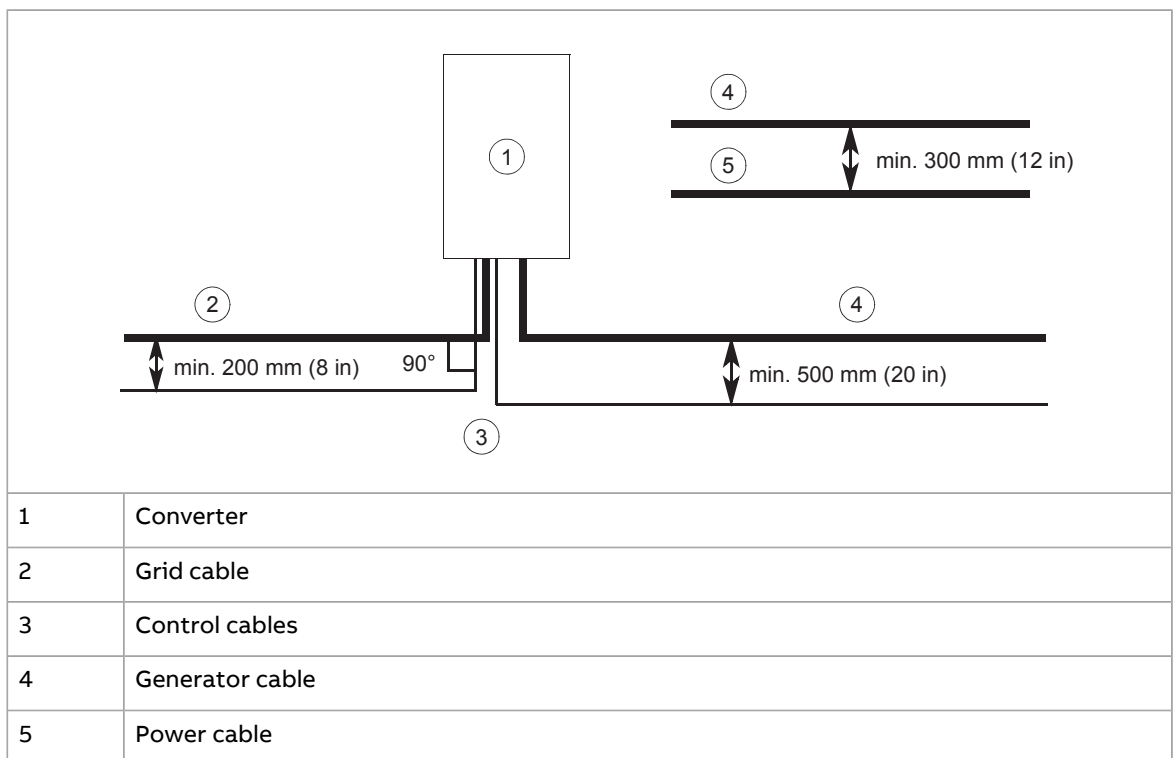 4
1
5
min. 300 mm (12 in)
2
4
min. 200 mm (8 in)
90°
min. 500 mm (20 in)
3
1 Converter
2 Grid cable
3 Control cables
4 Generator cable
5 Power cable